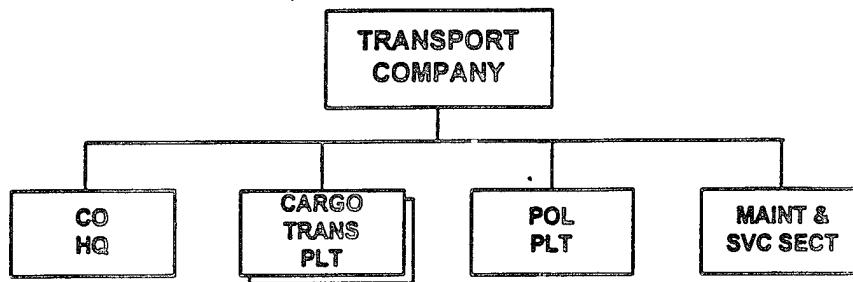 TRANSPORT
COMPANY
CO
HQ
CARGO
TRANS
PLT
POL
PLT
MAINT &
SVC SECT